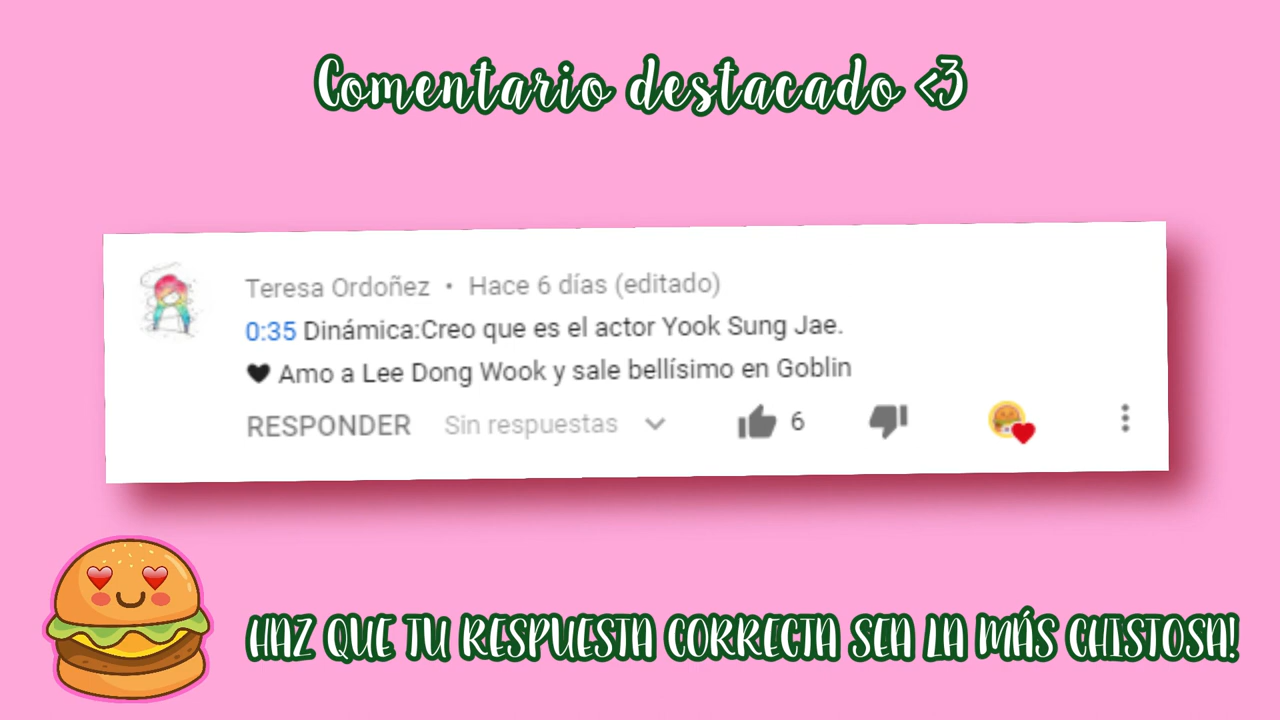 Comentario destacado <3
Teresa Ordoñez • Hace 6 días (editado)
0:35 Dinámica:Creo que es el actor Yook Sung Jae.
🖤 Amo a Lee Dong Wook y sale bellísimo en Goblin
RESPONDER Sin respuestas 6
HAZ QUE TU RESPUESTA CORRECTA SEA LA MÁS CHISTOSA!